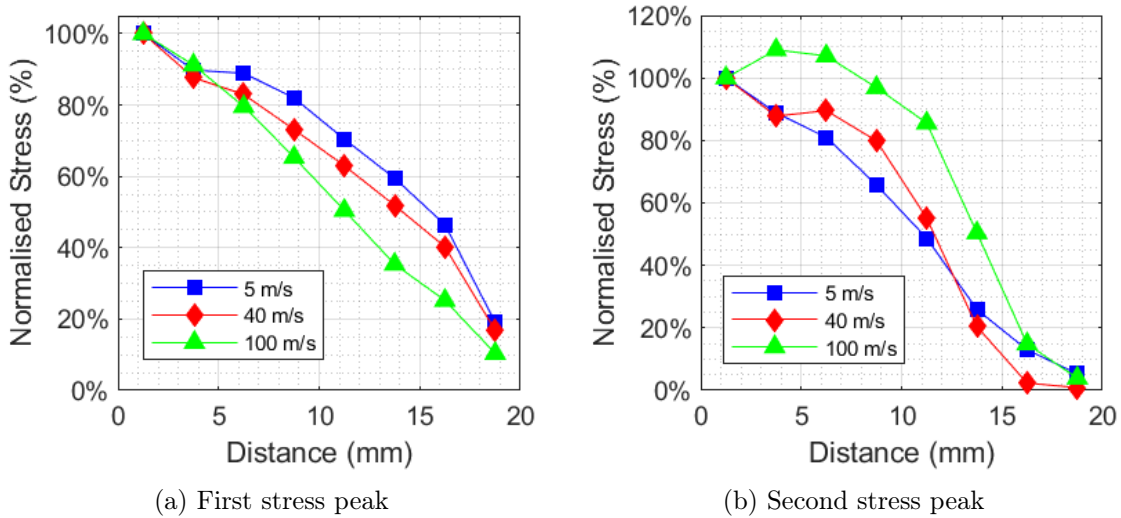 100%
80%
60%
40%
20%
0%
Normalised Stress (%)
5 m/s
40 m/s
100 m/s
0 5 10 15 20
Distance (mm)
(a) First stress peak
120%
100%
80%
60%
40%
20%
0%
Normalised Stress (%)
5 m/s
40 m/s
100 m/s
0 5 10 15 20
Distance (mm)
(b) Second stress peak